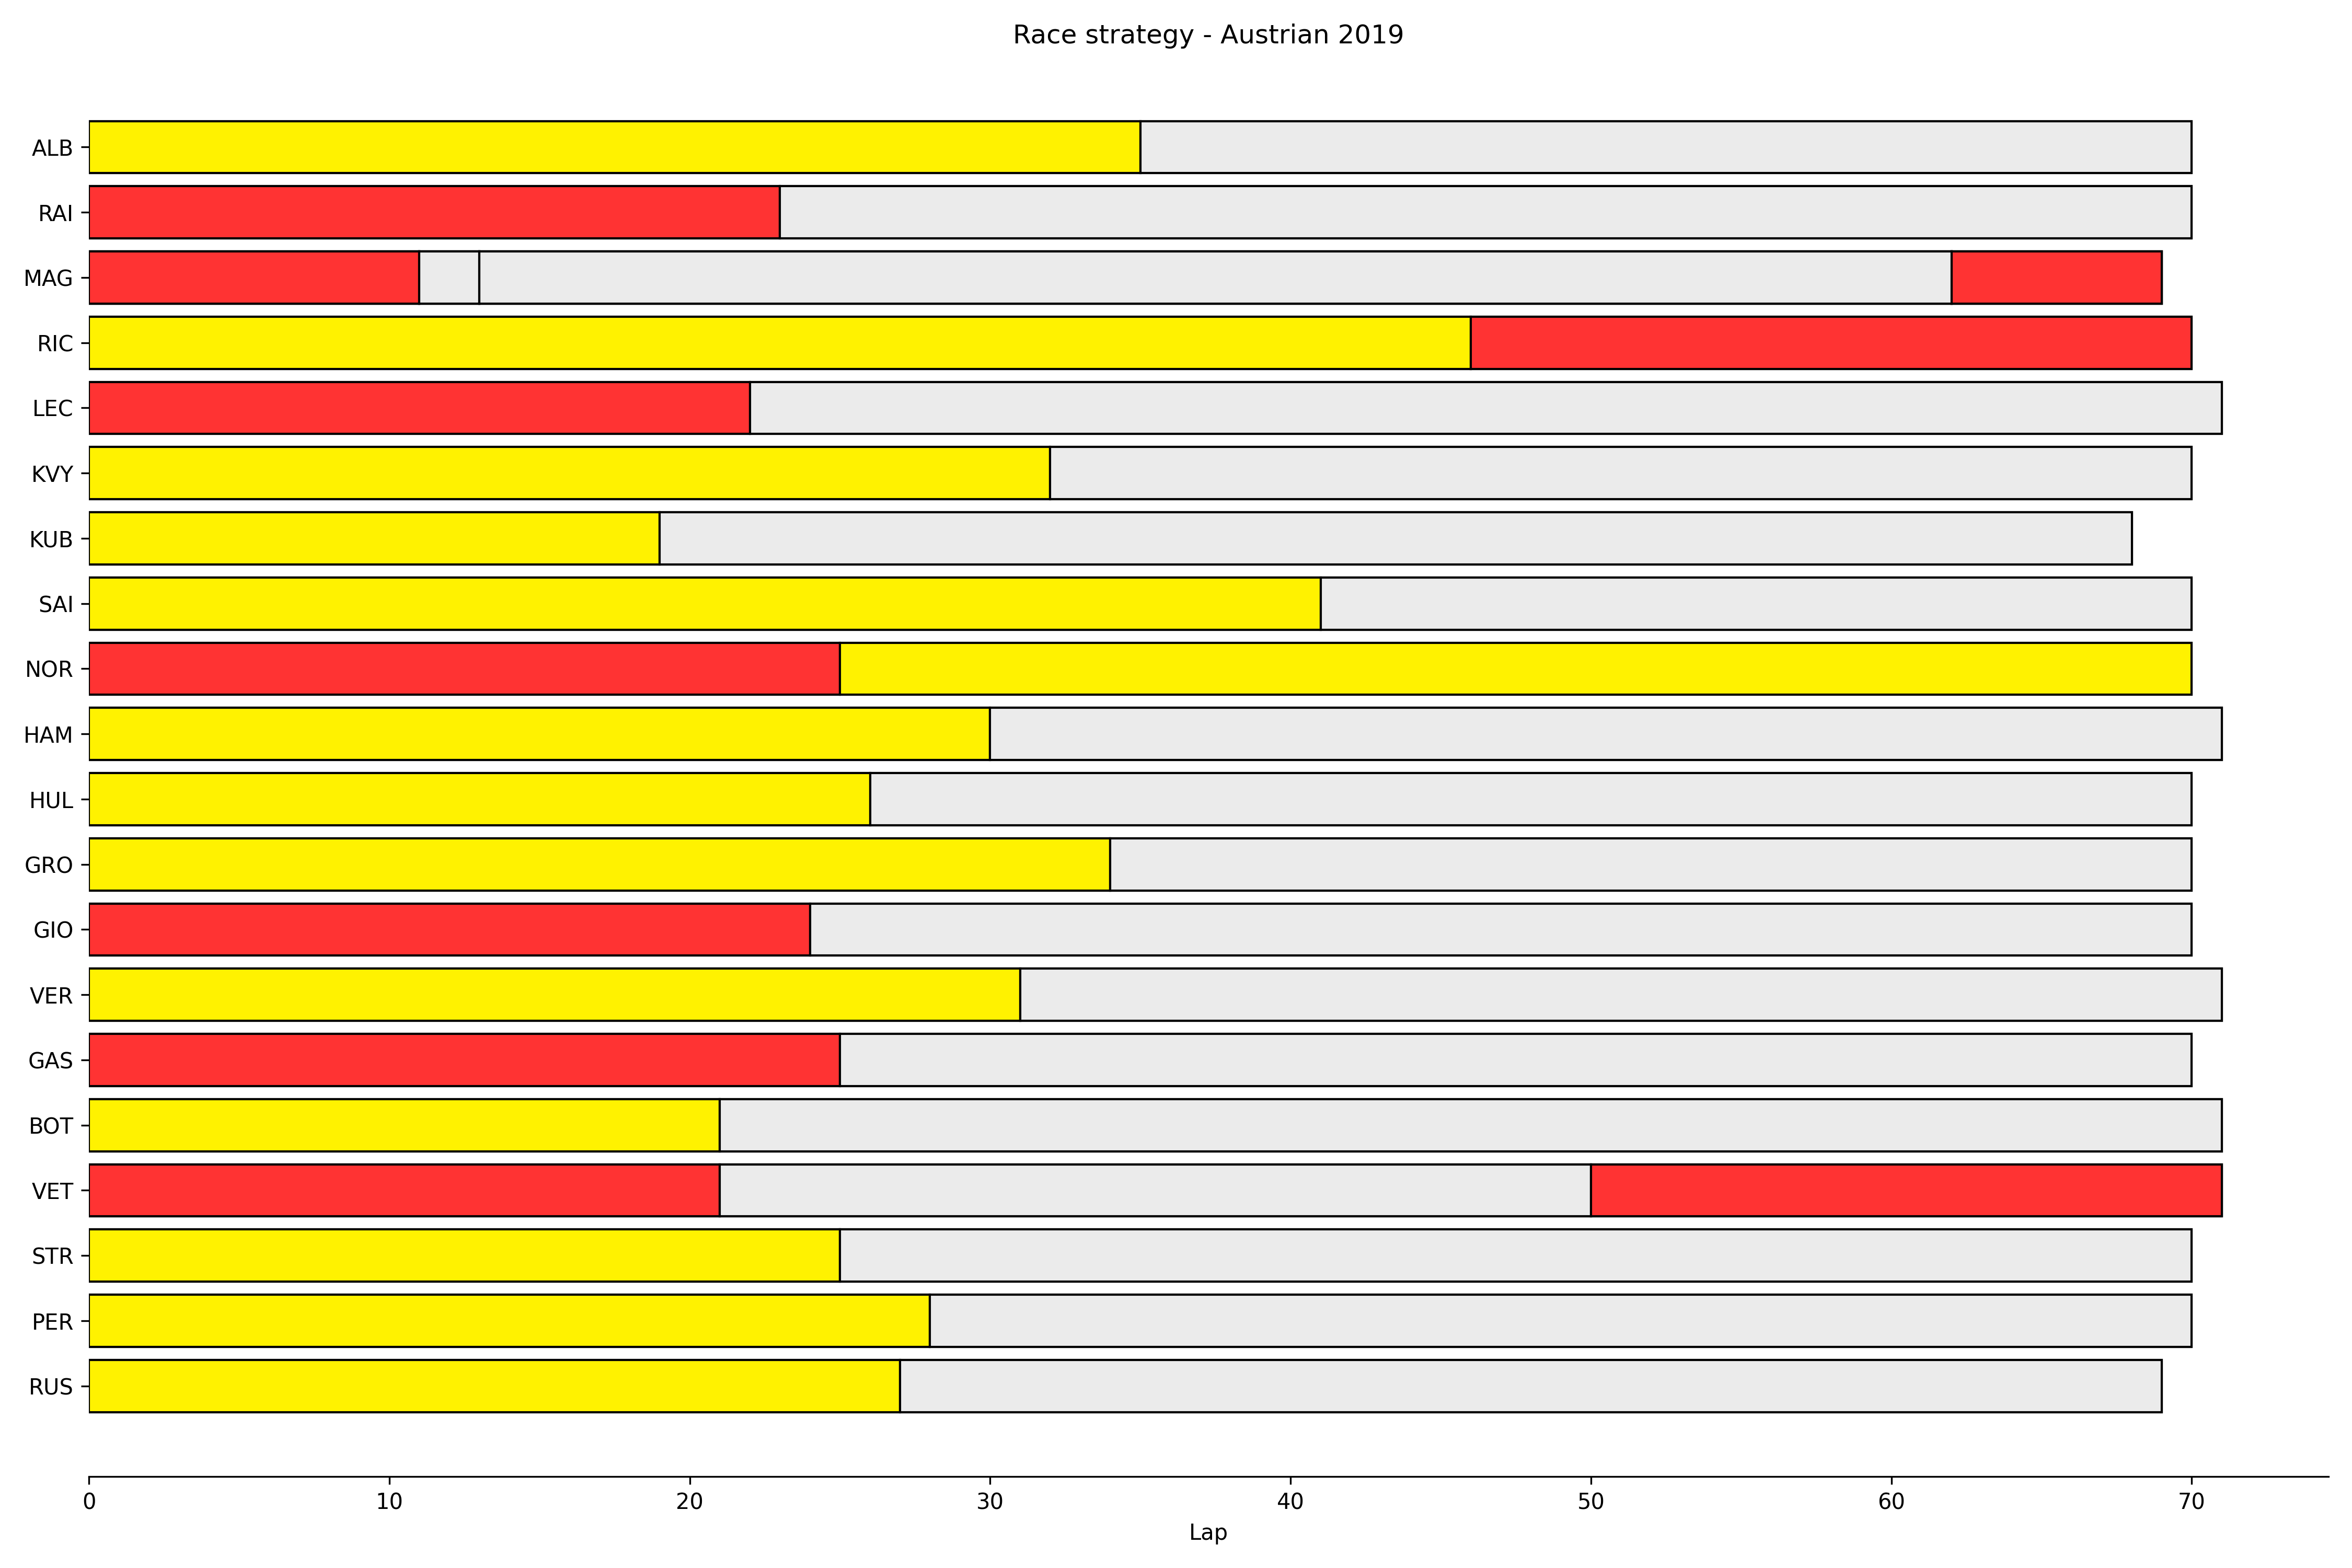 Race strategy - Austrian 2019
ALB
RAI
MAG
RIC
LEC
KVY
KUB
SAI
NOR
HAM
HUL
GRO
GIO
VER
GAS
BOT
VET
STR
PER
RUS
0 10 20 30 40 50 60 70
Lap